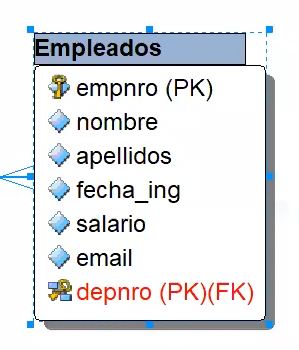 Empleados
empnro (PK)
nombre
apellidos
fecha_ing
salario
email
depnro (PK)(FK)